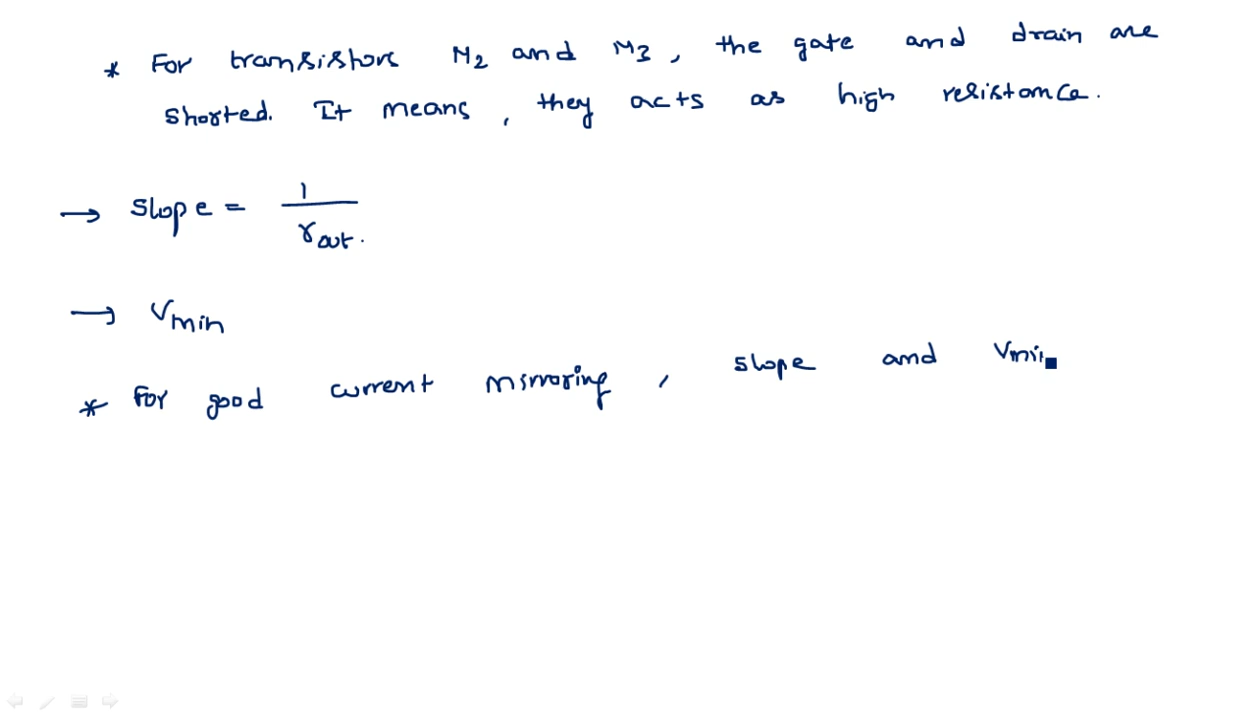 * For transistors M2 and M3, the gate and drain are
shorted. It means, they acts as high resistance.
→ slope = 1 / rout.
→ Vmin
* for good current mirroring, slope and Vmin